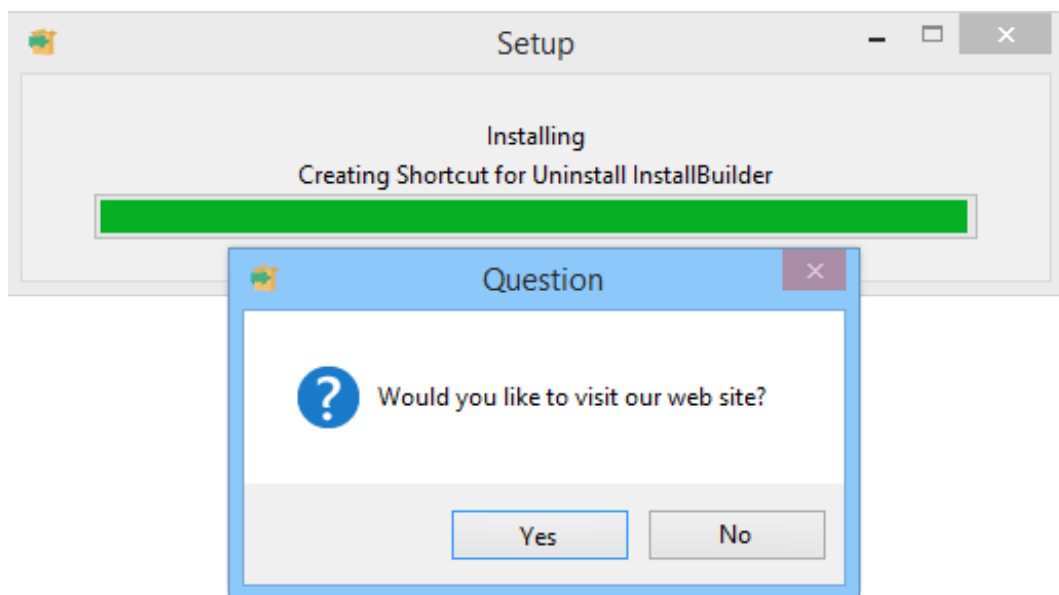 Setup
Installing
Creating Shortcut for Uninstall InstallBuilder
Question
Would you like to visit our web site?
Yes
No